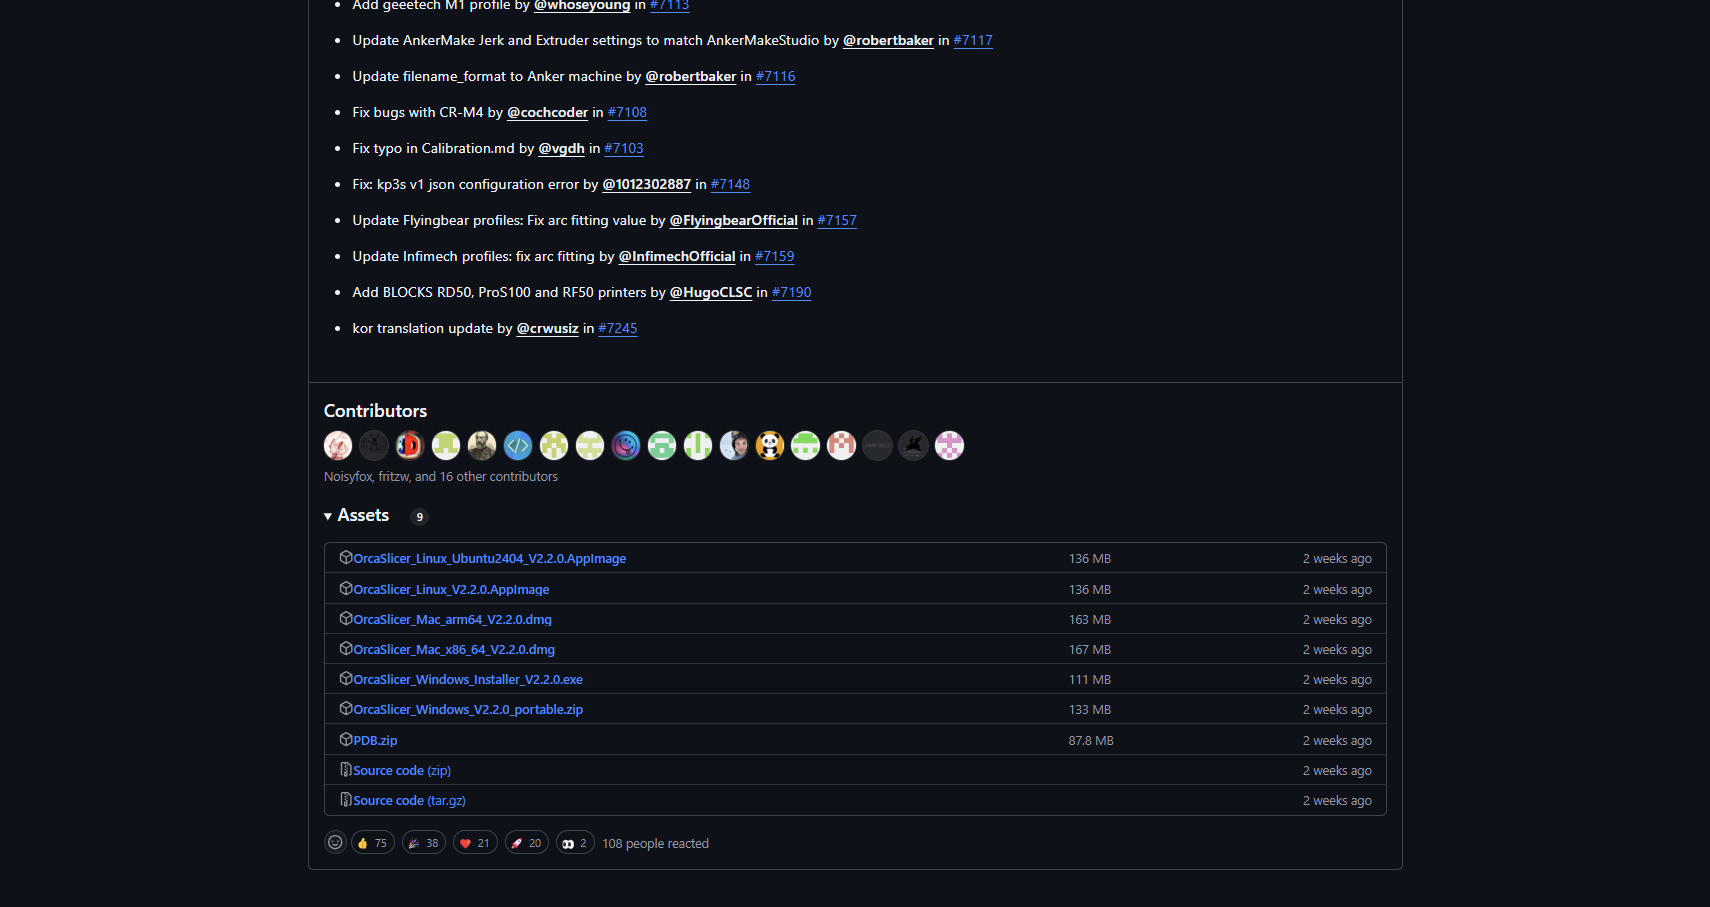 • Add geeetech M1 profile by @whoseyoung in #7113
• Update AnkerMake Jerk and Extruder settings to match AnkerMakeStudio by @robertbaker in #7117
• Update filename_format to Anker machine by @robertbaker in #7116
• Fix bugs with CR-M4 by @cochcoder in #7108
• Fix typo in Calibration.md by @vgdh in #7103
• Fix: kp3s v1 json configuration error by @1012302887 in #7148
• Update Flyingbear profiles: Fix arc fitting value by @FlyingbearOfficial in #7157
• Update Infimech profiles: fix arc fitting by @InfimechOfficial in #7159
• Add BLOCKS RD50, ProS100 and RF50 printers by @HugoCLSC in #7190
• kor translation update by @crwusiz in #7245
Contributors
Noisyfox, fritzw, and 16 other contributors
Assets 9
OrcaSlicer_Linux_Ubuntu2404_V2.2.0.AppImage 136 MB 2 weeks ago
OrcaSlicer_Linux_V2.2.0.AppImage 136 MB 2 weeks ago
OrcaSlicer_Mac_arm64_V2.2.0.dmg 163 MB 2 weeks ago
OrcaSlicer_Mac_x86_64_V2.2.0.dmg 167 MB 2 weeks ago
OrcaSlicer_Windows_Installer_V2.2.0.exe 111 MB 2 weeks ago
OrcaSlicer_Windows_V2.2.0_portable.zip 133 MB 2 weeks ago
PDB.zip 87.8 MB 2 weeks ago
Source code (zip) 2 weeks ago
Source code (tar.gz) 2 weeks ago
75 38 21 20 2 108 people reacted